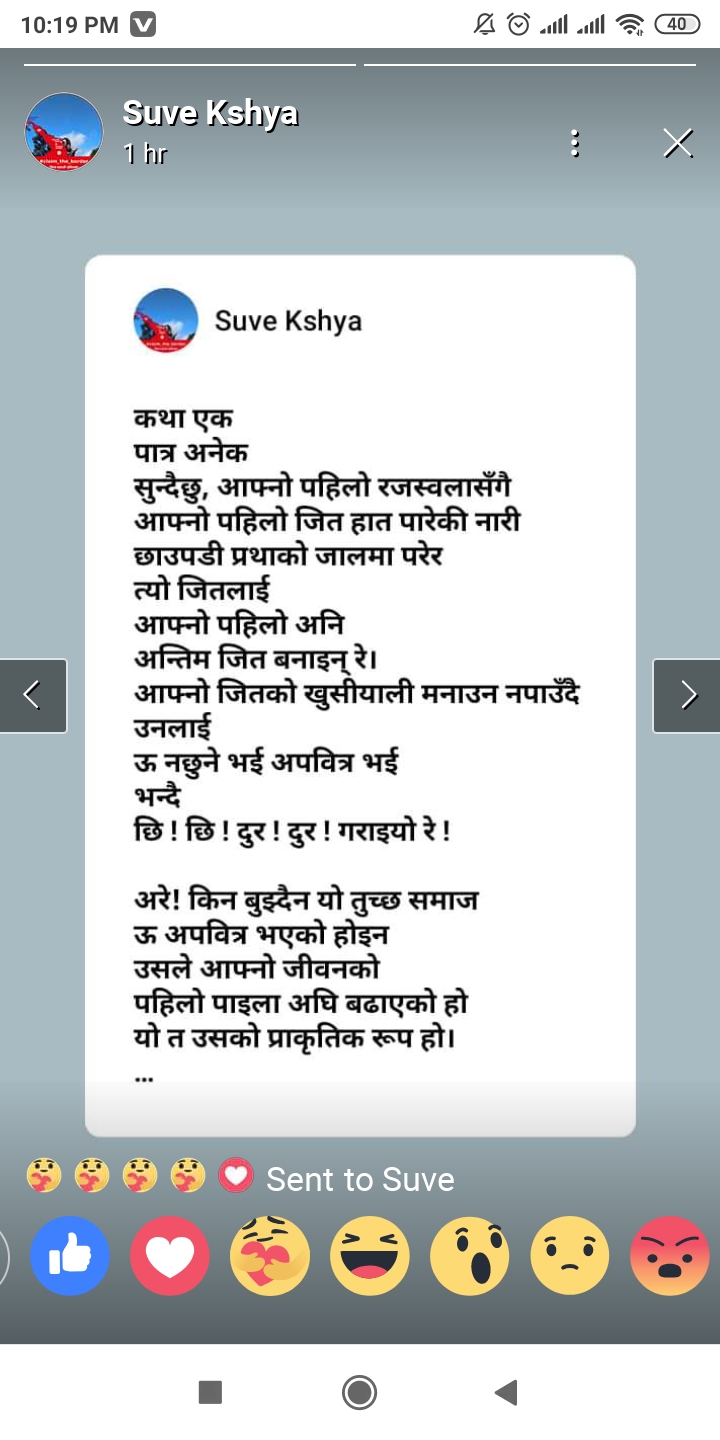 10:19 PM
40
Suve Kshya
1 hr
Suve Kshya
कथा एक
पात्र अनेक
सुन्दैछु, आफ्नो पहिलो रजस्वलासँगै
आफ्नो पहिलो जित हात पारेकी नारी
छाउपडी प्रथाको जालमा परेर
त्यो जितलाई
आफ्नो पहिलो अनि
अन्तिम जित बनाइन् रे।
आफ्नो जितको खुसीयाली मनाउन नपाउँदै
उनलाई
ऊ नछुने भई अपवित्र भई
भन्दै
छि ! छि ! दुर ! दुर ! गराइयो रे !
अरे! किन बुझ्दैन यो तुच्छ समाज
ऊ अपवित्र भएको होइन
उसले आफ्नो जीवनको
पहिलो पाइला अघि बढाएको हो
यो त उसको प्राकृतिक रूप हो।
...
Sent to Suve